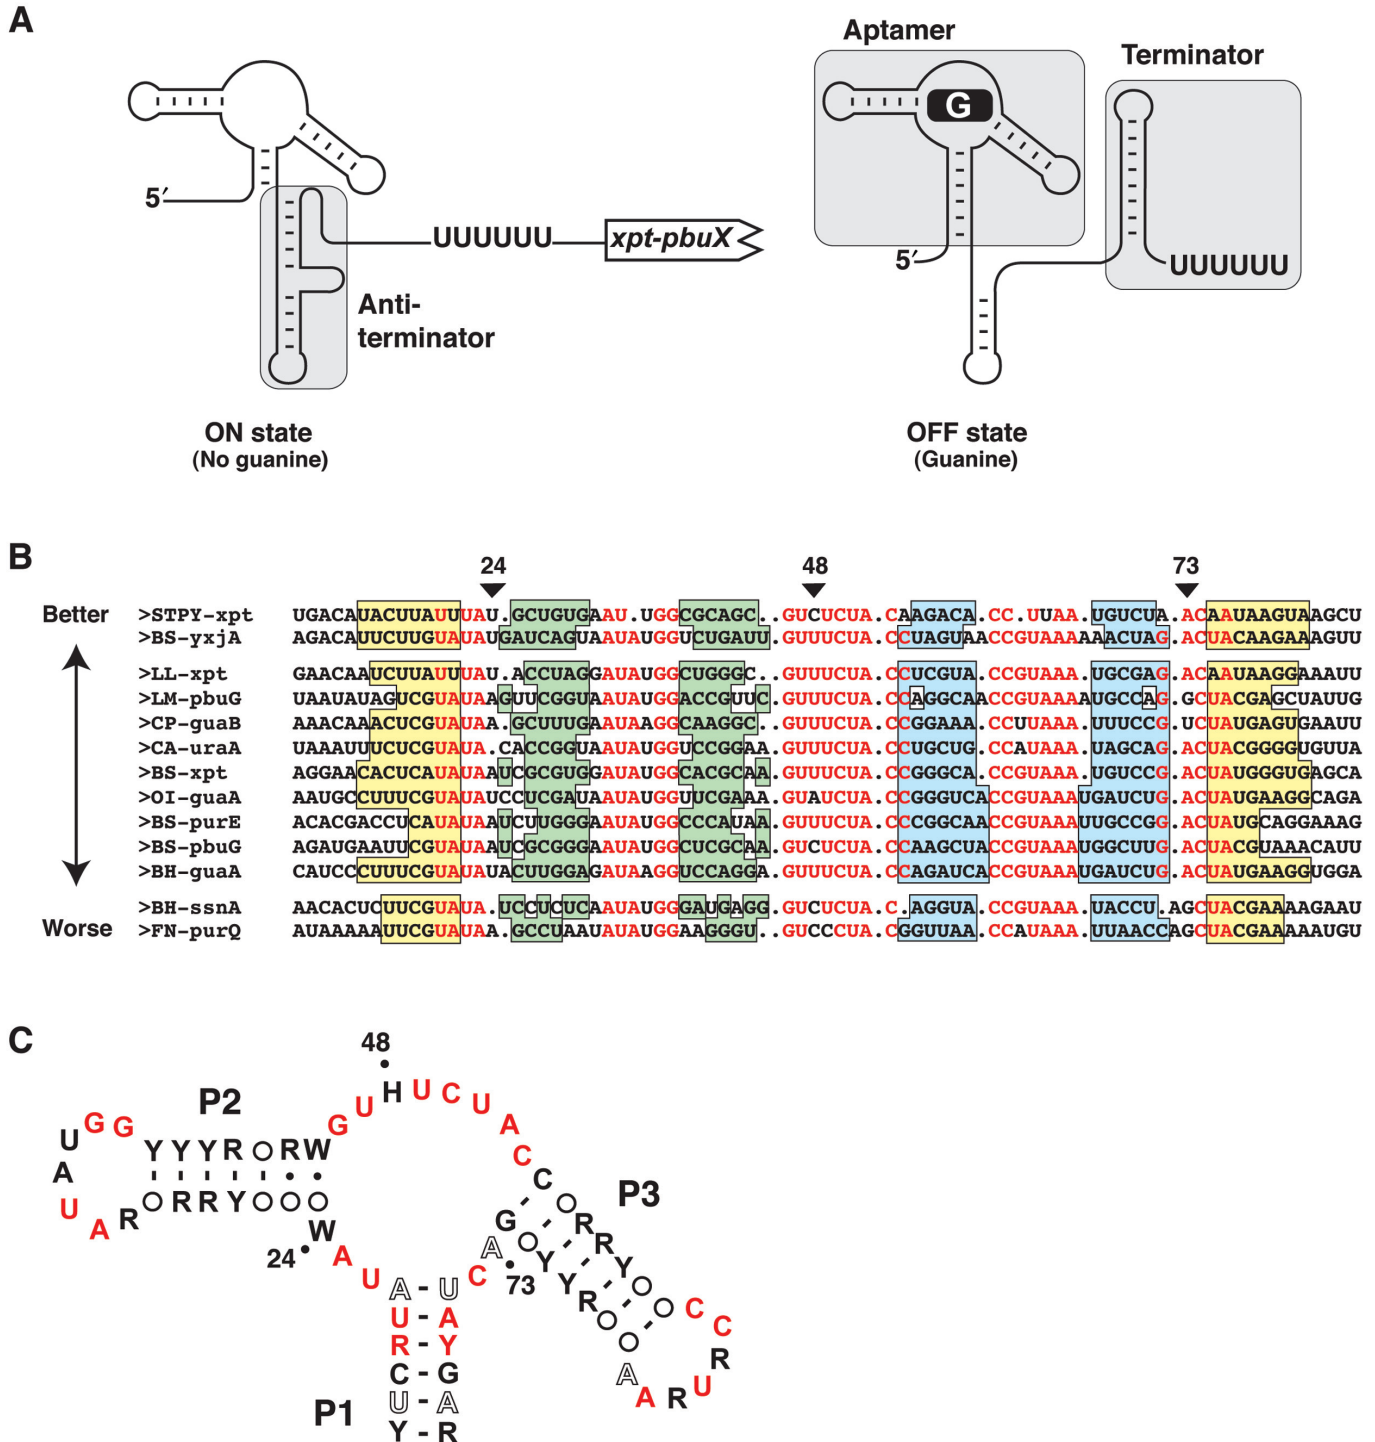 A
Aptamer
Terminator
G
5′
UUUUUU
xpt-pbuX
5′
UUUUUU
Anti-
terminator
ON state
(No guanine)
OFF state
(Guanine)
B
24 48 73
Better >STPY-xpt UGACAUACUUAUUUAU.GCUGUGAAU.UGGCGCAGC..GUCUCUA.CAAGACA.CC.UUAA.UGUCUA.ACAAUAAGUAAGCU
>BS-yxjA AGACAUUCUUGUAUAUGAUCAGUAAUAUGGUCUGAUU.GUUUCUA.CCUAGUAACCGUAAAAAACUAG.ACUACAAGAAAGUU
>LL-xpt GAACAAUCUUAUUUAU.ACCUAGGAUAUGGCUGGGC..GUUUCUA.CCUCGUA.CCGUAAA.UGCGAG.ACAAUAAGGAAAUU
>LM-pbuG UAAUAUAGUCGUAUAAGUUCGGUAAUAUGGACCGUUC.GUUUCUA.CCAGGCAACCGUAAAAUGCCAG.GCUACGAGCUAUUG
>CP-guaB AAACAAACUCGUAUAA.GCUUUGAAUAAGGCAAGGC..GUUUCUA.CCGGAAA.CCUUAAA.UUUCCG.UCUAUGAGUGAAUU
>CA-uraA UAAAUUUCUCGUAUA.CACCGGUAAUAUGGUCCGGAA.GUUUCUA.CCUGCUG.CCAUAAA.UAGCAG.ACUACGGGGUGUUA
>BS-xpt AGGAACACUCAUAUAAUCGCGUGGAUAUGGCACGCAA.GUUUCUA.CCGGGCA.CCGUAAA.UGUCCG.ACUAUGGGUGAGCA
>OI-guaA AAUGCCUUUCGUAUAUCCUCGAUAAUAUGGUUCGAAA.GUAUCUA.CCGGGUCACCGUAAAUGAUCUG.ACUAUGAAGGCAGA
>BS-purE ACACGACCUCAUAUAAUCUUGGGAAUAUGGCCCAUAA.GUUUCUA.CCCGGCAACCGUAAAUUGCCGG.ACUAUGCAGGAAAG
>BS-pbuG AGAUGAAUUCGUAUAAUCGCGGGAAUAUGGCUCGCAA.GUCUCUA.CCAAGCUACCGUAAAUGGCUUG.ACUACGUAAACAUU
>BH-guaA CAUCCCUUUCGUAUAUACUUGGAGAUAAGGUCCAGGA.GUUUCUA.CCAGAUCACCGUAAAUGAUCUG.ACUAUGAAGGUGGA
>BH-ssnA AACACUCUUCGUAUA.UCCUCUCAAUAUGGGAUGAGG.GUCUCUA.C.AGGUA.CCGUAAA.UACCU.AGCUACGAAAAGAAU
Worse >FN-purQ AUAAAAAUUCGUAUAA.GCCUAAUAUAUGGAAGGGU..GUCCCUA.CGGUUAA.CCAUAAA.UUAACCAGCUACGAAAAAAUGU
C
48
P2
G U H U C U A C
U G G Y Y Y R O R W
A
U A R O R R Y O O O
W
24
A U
P3
C O R R Y O O C C R U R A A
G O Y Y R O O
A
73
C
A - U
U - A
R - Y
C - G
U - A
P1
Y - R